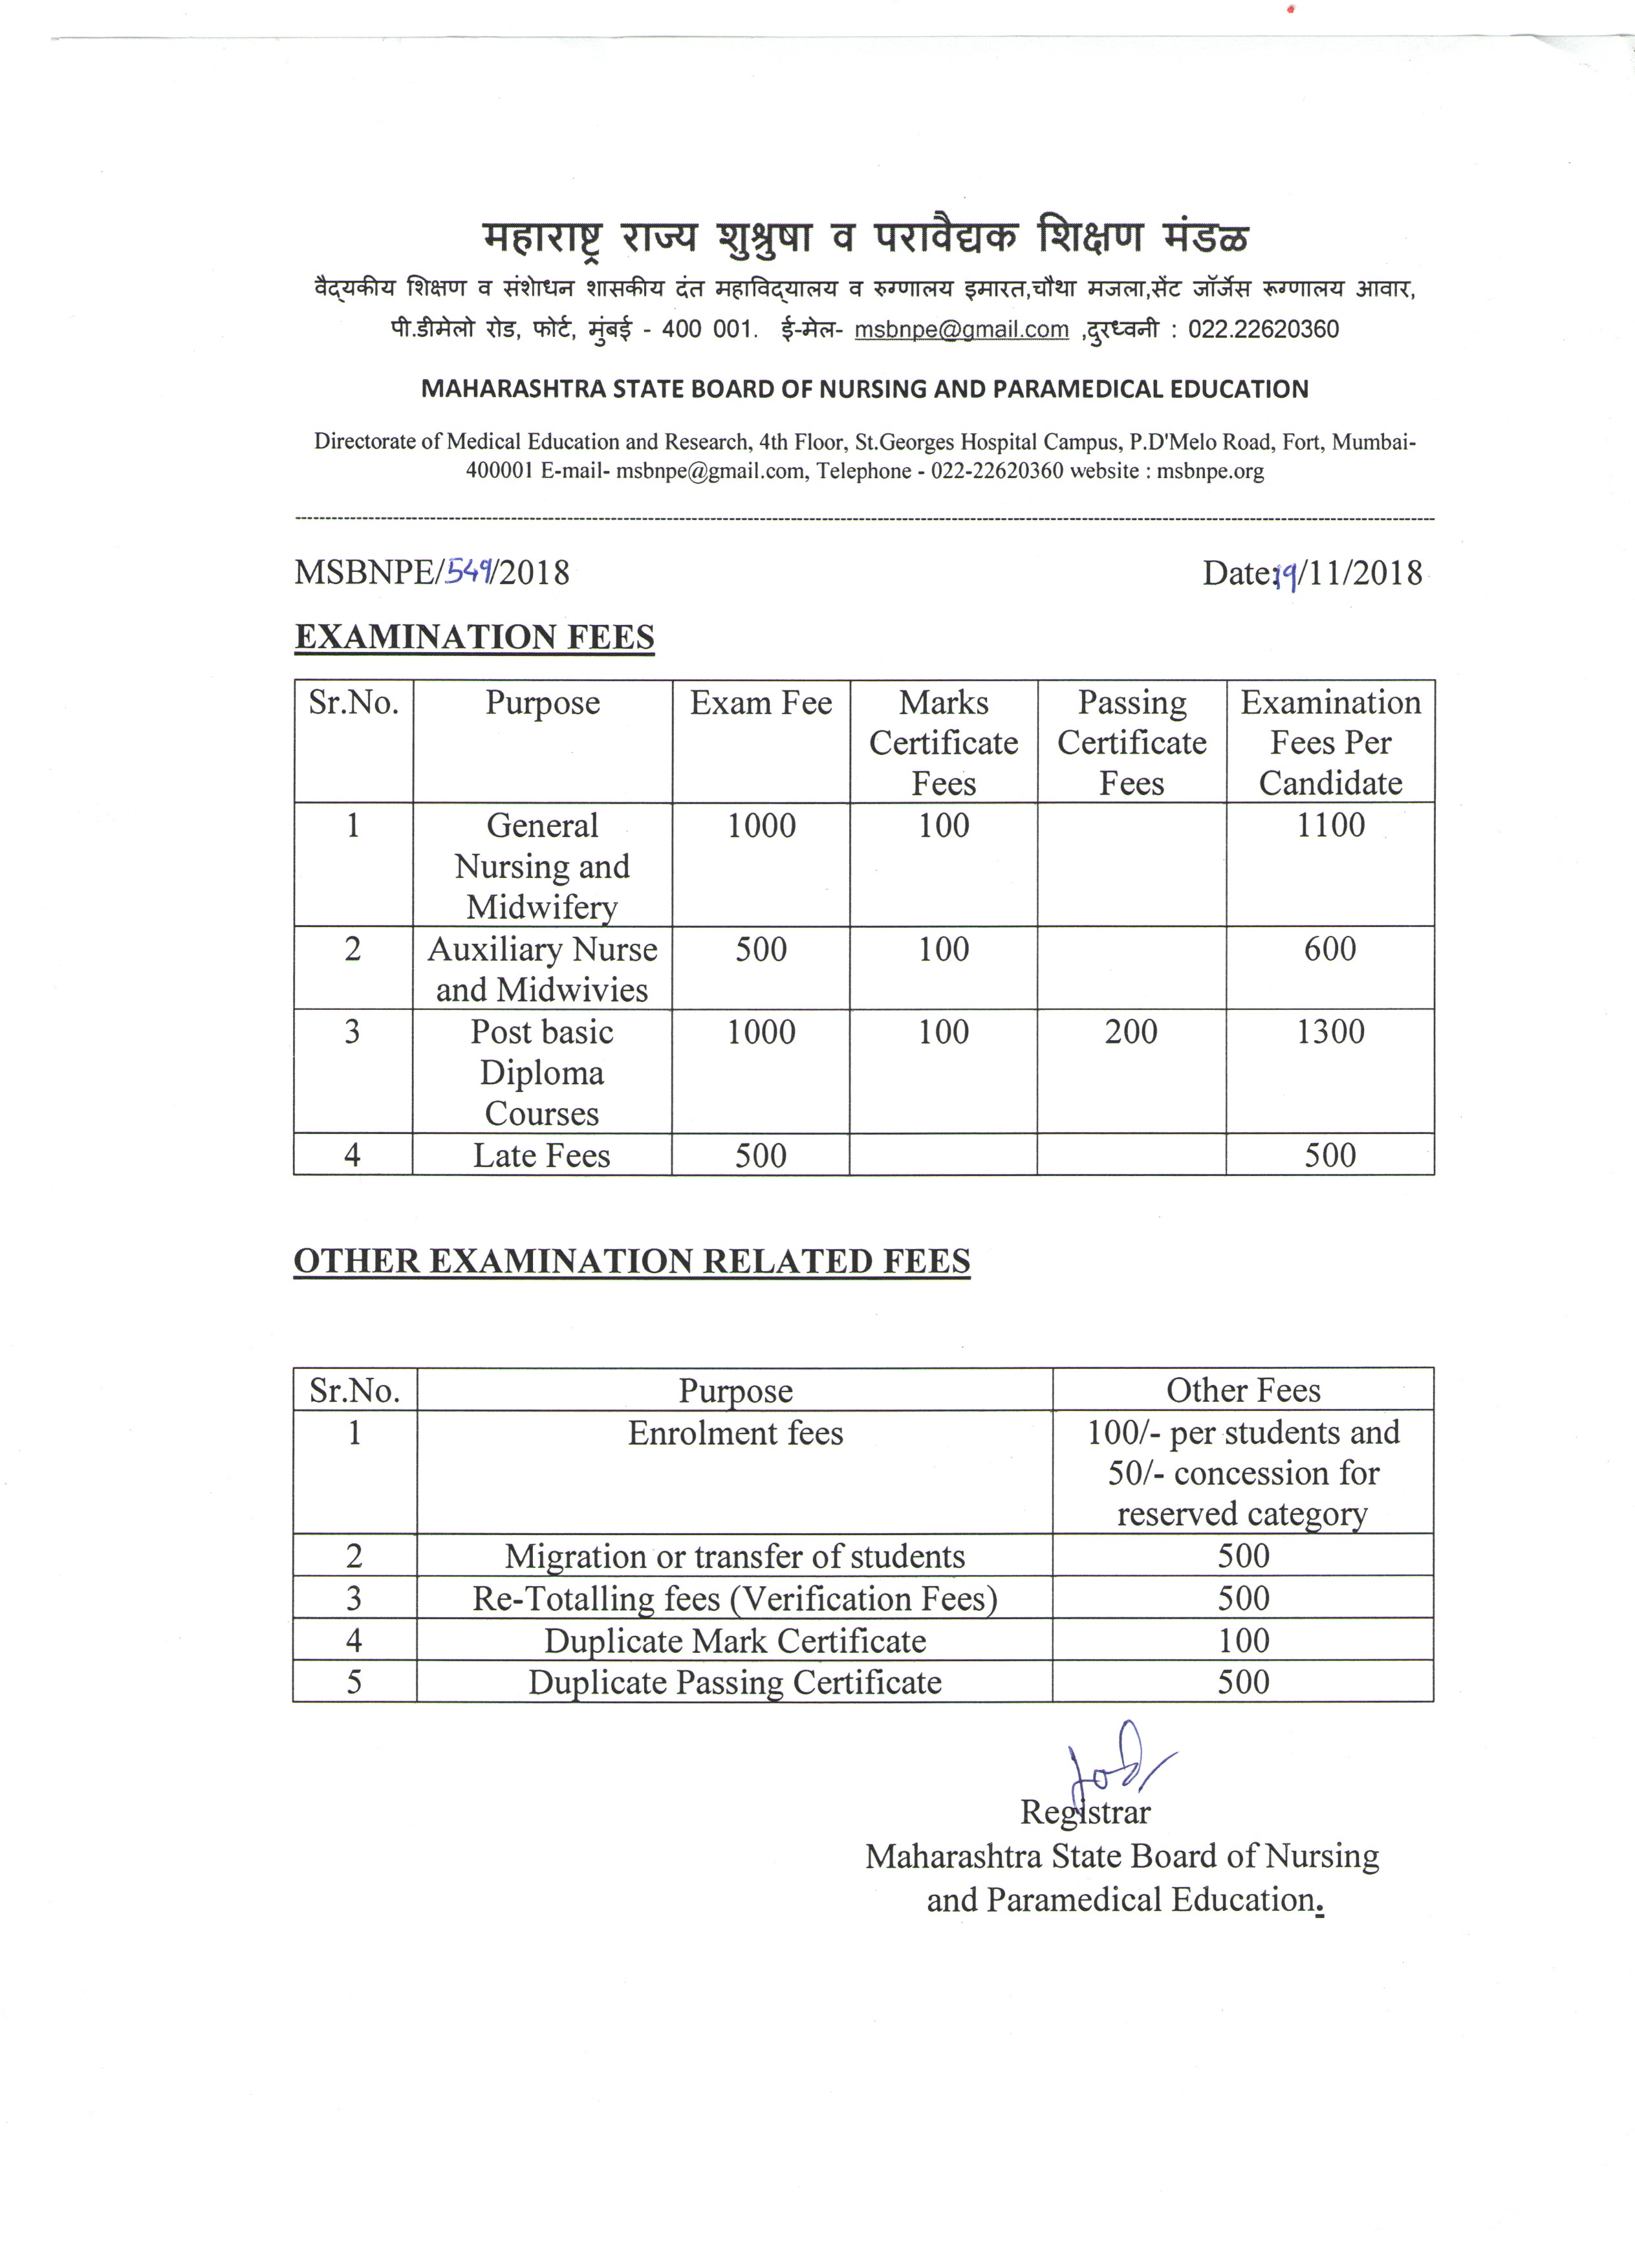 महाराष्ट्र राज्य शुश्रुषा व परावैद्यक शिक्षण मंडळ
वैद्यकीय शिक्षण व संशोधन शासकीय दंत महाविद्यालय व रुग्णालय इमारत,चौथा मजला,सेंट जॉर्जेस रूग्णालय आवार,
पी.डीमेलो रोड, फोर्ट, मुंबई - 400 001. ई-मेल- msbnpe@gmail.com ,दुरध्वनी : 022.22620360
MAHARASHTRA STATE BOARD OF NURSING AND PARAMEDICAL EDUCATION
Directorate of Medical Education and Research, 4th Floor, St.Georges Hospital Campus, P.D'Melo Road, Fort, Mumbai-
400001 E-mail- msbnpe@gmail.com, Telephone - 022-22620360 website : msbnpe.org
MSBNPE/549/2018 Date:19/11/2018
EXAMINATION FEES
Sr.No. Purpose Exam Fee Marks Passing Examination
Certificate Certificate Fees Per
Fees Fees Candidate
1 General 1000 100 1100
Nursing and
Midwifery
2 Auxiliary Nurse 500 100 600
and Midwivies
3 Post basic 1000 100 200 1300
Diploma
Courses
4 Late Fees 500 500
OTHER EXAMINATION RELATED FEES
Sr.No. Purpose Other Fees
1 Enrolment fees 100/- per students and
50/- concession for
reserved category
2 Migration or transfer of students 500
3 Re-Totalling fees (Verification Fees) 500
4 Duplicate Mark Certificate 100
5 Duplicate Passing Certificate 500
Registrar
Maharashtra State Board of Nursing
and Paramedical Education.